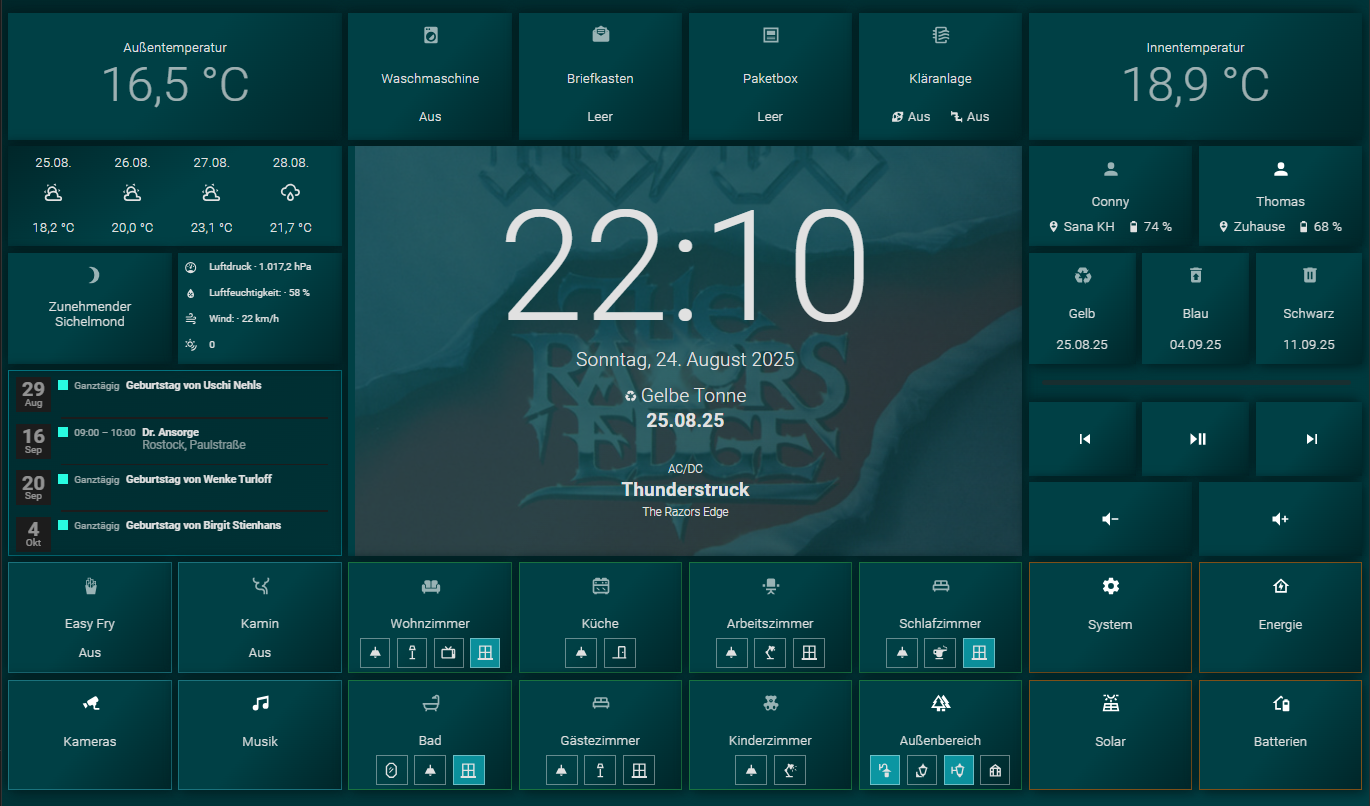 Außentemperatur
16,5 °C
Waschmaschine
Aus
Briefkasten
Leer
Paketbox
Leer
Kläranlage
Aus Aus
Innentemperatur
18,9 °C
25.08. 26.08. 27.08. 28.08.
18,2 °C 20,0 °C 23,1 °C 21,7 °C
Zunehmender
Sichelmond
Luftdruck · 1.017,2 hPa
Luftfeuchtigkeit: · 58 %
Wind: · 22 km/h
0
29 Aug Ganztägig Geburtstag von Uschi Nehls
16 Sep 09:00 – 10:00 Dr. Ansorge
Rostock, Paulstraße
20 Sep Ganztägig Geburtstag von Wenke Turloff
4 Okt Ganztägig Geburtstag von Birgit Stienhans
22:10
Sonntag, 24. August 2025
Gelbe Tonne
25.08.25
AC/DC
Thunderstruck
The Razors Edge
THE
RAZORS
EDGE
Conny
Sana KH 74 %
Thomas
Zuhause 68 %
Gelb
25.08.25
Blau
04.09.25
Schwarz
11.09.25
Easy Fry
Aus
Kamin
Aus
Wohnzimmer
Küche
Arbeitszimmer
Schlafzimmer
System
Energie
Kameras
Musik
Bad
Gästezimmer
Kinderzimmer
Außenbereich
Solar
Batterien